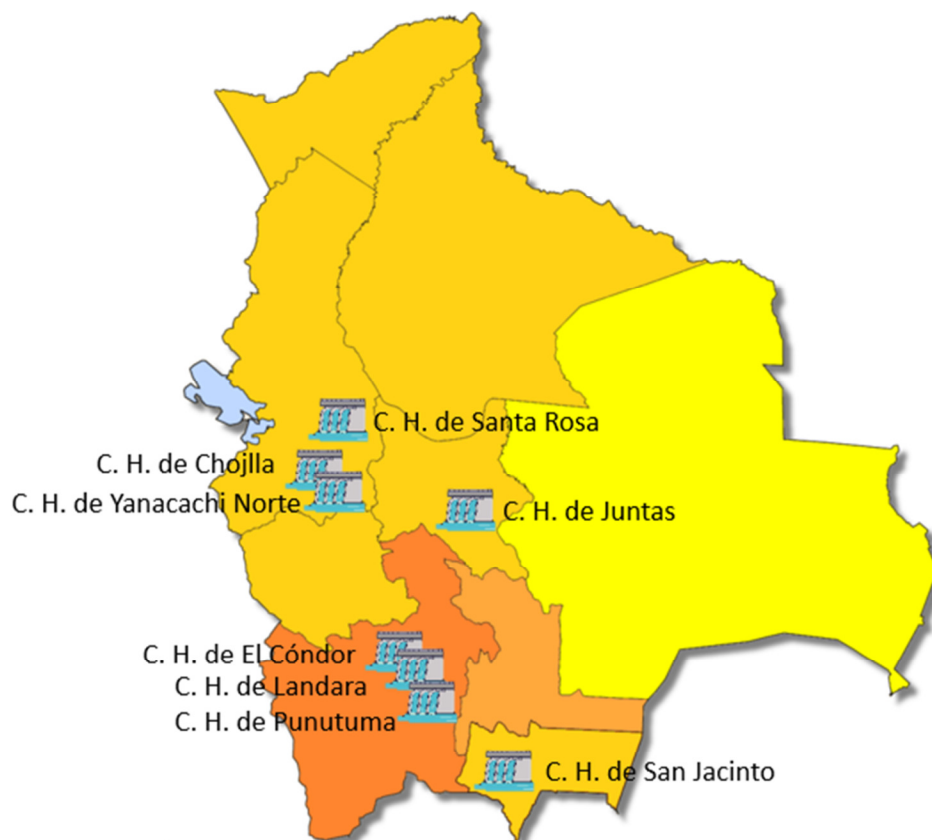 C. H. de Santa Rosa
C. H. de Chojlla
C. H. de Yanacachi Norte
C. H. de Juntas
C. H. de El Cóndor
C. H. de Landara
C. H. de Punutuma
C. H. de San Jacinto